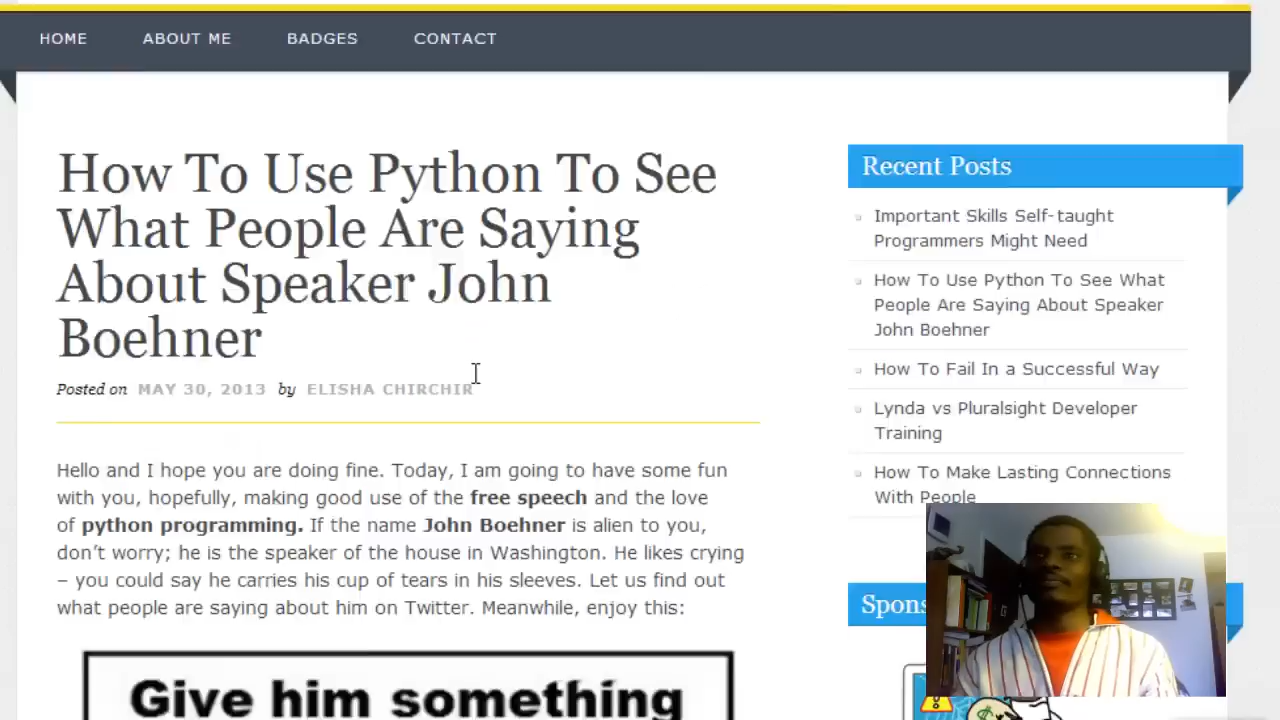 HOME ABOUT ME BADGES CONTACT
How To Use Python To See
What People Are Saying
About Speaker John
Boehner
Posted on MAY 30, 2013 by ELISHA CHIRCHIR
Hello and I hope you are doing fine. Today, I am going to have some fun
with you, hopefully, making good use of the free speech and the love
of python programming. If the name John Boehner is alien to you,
don’t worry; he is the speaker of the house in Washington. He likes crying
– you could say he carries his cup of tears in his sleeves. Let us find out
what people are saying about him on Twitter. Meanwhile, enjoy this:
Give him something
Recent Posts
Important Skills Self-taught
Programmers Might Need
How To Use Python To See What
People Are Saying About Speaker
John Boehner
How To Fail In a Successful Way
Lynda vs Pluralsight Developer
Training
How To Make Lasting Connections
With People
Spons